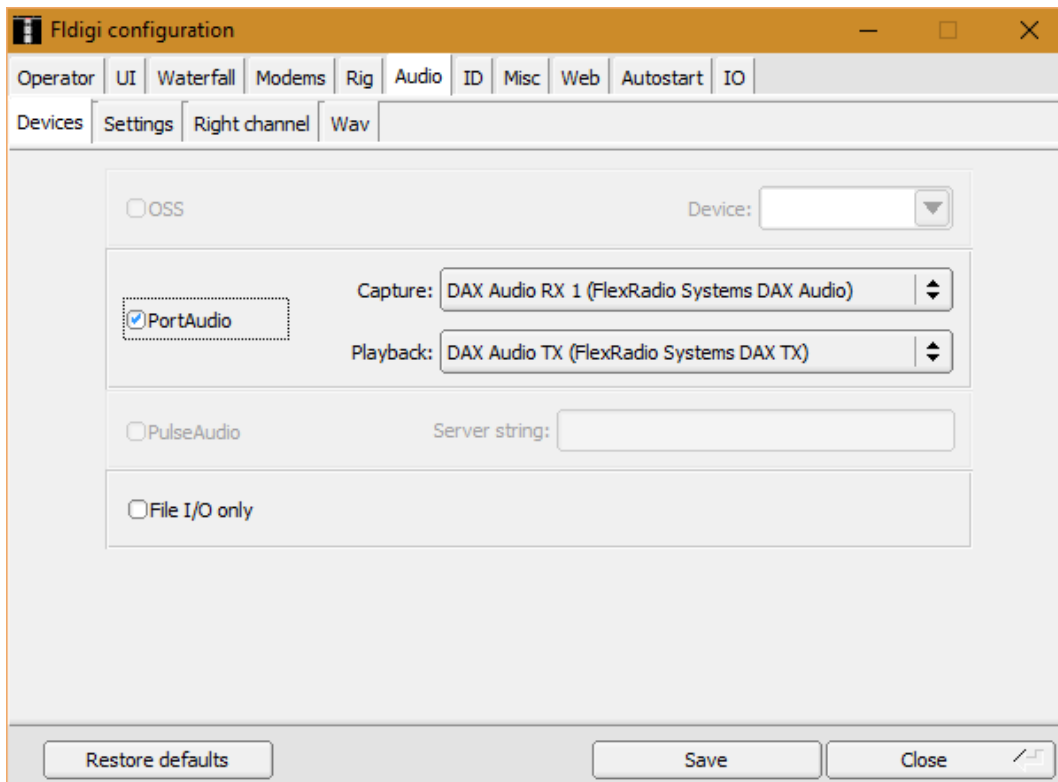 Fldigi configuration
Operator UI Waterfall Modems Rig Audio ID Misc Web Autostart IO
Devices Settings Right channel Wav
OSS Device:
Capture: DAX Audio RX 1 (FlexRadio Systems DAX Audio)
PortAudio
Playback: DAX Audio TX (FlexRadio Systems DAX TX)
PulseAudio Server string:
File I/O only
Restore defaults Save Close